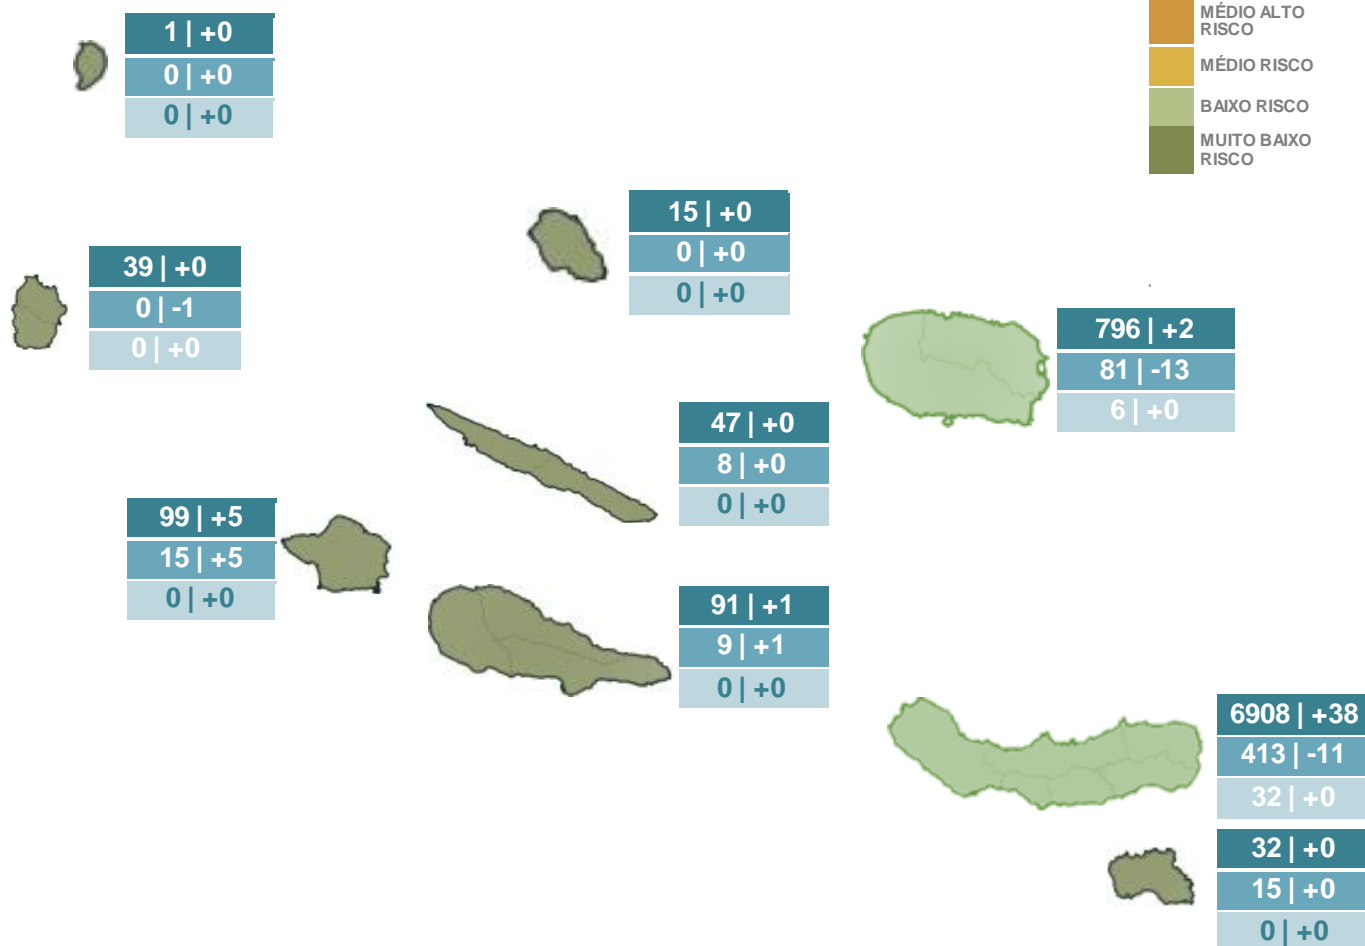 MÉDIO ALTO
RISCO
MÉDIO RISCO
BAIXO RISCO
MUITO BAIXO
RISCO
1 | +0
0 | +0
0 | +0
15 | +0
0 | +0
0 | +0
39 | +0
0 | -1
0 | +0
796 | +2
81 | -13
6 | +0
47 | +0
8 | +0
0 | +0
99 | +5
15 | +5
0 | +0
91 | +1
9 | +1
0 | +0
6908 | +38
413 | -11
32 | +0
32 | +0
15 | +0
0 | +0